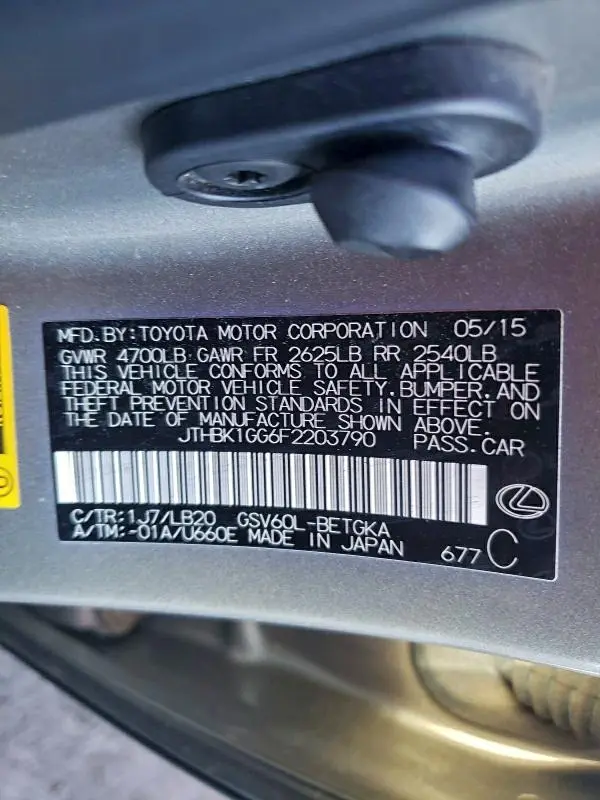 MFD. BY: TOYOTA MOTOR CORPORATION 05/15
GVWR 4700LB GAWR FR 2625LB RR 2540LB
THIS VEHICLE CONFORMS TO ALL APPLICABLE
FEDERAL MOTOR VEHICLE SAFETY, BUMPER, AND
THEFT PREVENTION STANDARDS IN EFFECT ON
THE DATE OF MANUFACTURE SHOWN ABOVE.
JTHBK1GG6F2203790 PASS. CAR
C/TR: 1J7/LB20 GSV60L-BETGKA
A/TM: -01A/U660E MADE IN JAPAN 677 C